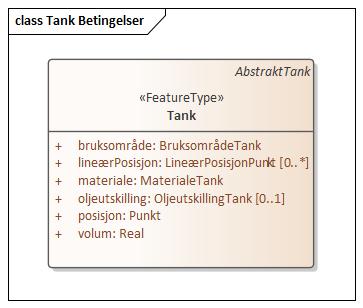 class Tank Betingelser
AbstraktTank
«FeatureType»
Tank
+ bruksområde: BruksområdeTank
+ lineærPosisjon: LineærPosisjonPunkt [0..*]
+ materiale: MaterialeTank
+ oljeutskilling: OljeutskillingTank [0..1]
+ posisjon: Punkt
+ volum: Real